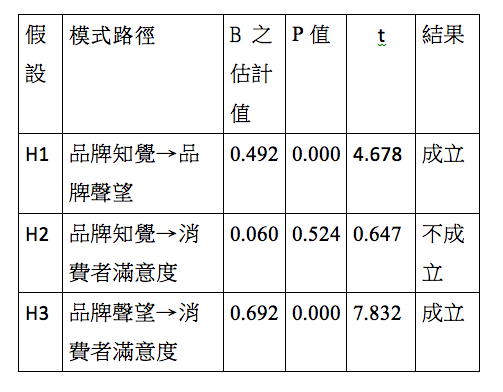 假設 模式路徑 B 之估計值 P 值 t 結果
H1 品牌知覺→品牌聲望 0.492 0.000 4.678 成立
H2 品牌知覺→消費者滿意度 0.060 0.524 0.647 不成立
H3 品牌聲望→消費者滿意度 0.692 0.000 7.832 成立